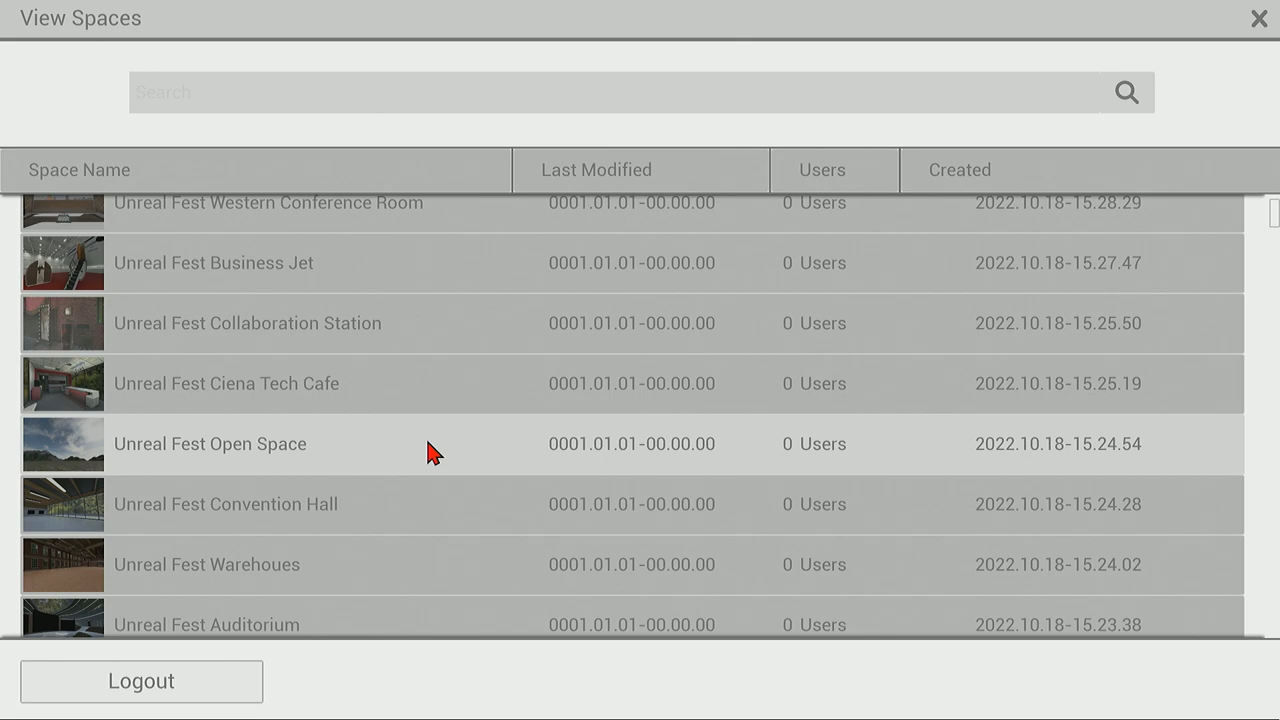 View Spaces
Search
Space Name Last Modified Users Created
Unreal Fest Western Conference Room 0001.01.01-00.00.00 0 Users 2022.10.18-15.28.29
Unreal Fest Business Jet 0001.01.01-00.00.00 0 Users 2022.10.18-15.27.47
Unreal Fest Collaboration Station 0001.01.01-00.00.00 0 Users 2022.10.18-15.25.50
Unreal Fest Ciena Tech Cafe 0001.01.01-00.00.00 0 Users 2022.10.18-15.25.19
Unreal Fest Open Space 0001.01.01-00.00.00 0 Users 2022.10.18-15.24.54
Unreal Fest Convention Hall 0001.01.01-00.00.00 0 Users 2022.10.18-15.24.28
Unreal Fest Warehoues 0001.01.01-00.00.00 0 Users 2022.10.18-15.24.02
Unreal Fest Auditorium 0001.01.01-00.00.00 0 Users 2022.10.18-15.23.38
Logout